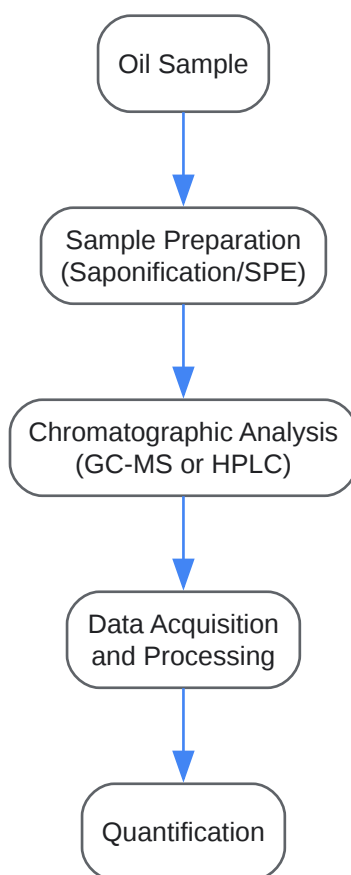 Oil Sample
Sample Preparation
(Saponification/SPE)
Chromatographic Analysis
(GC-MS or HPLC)
Data Acquisition
and Processing
Quantification